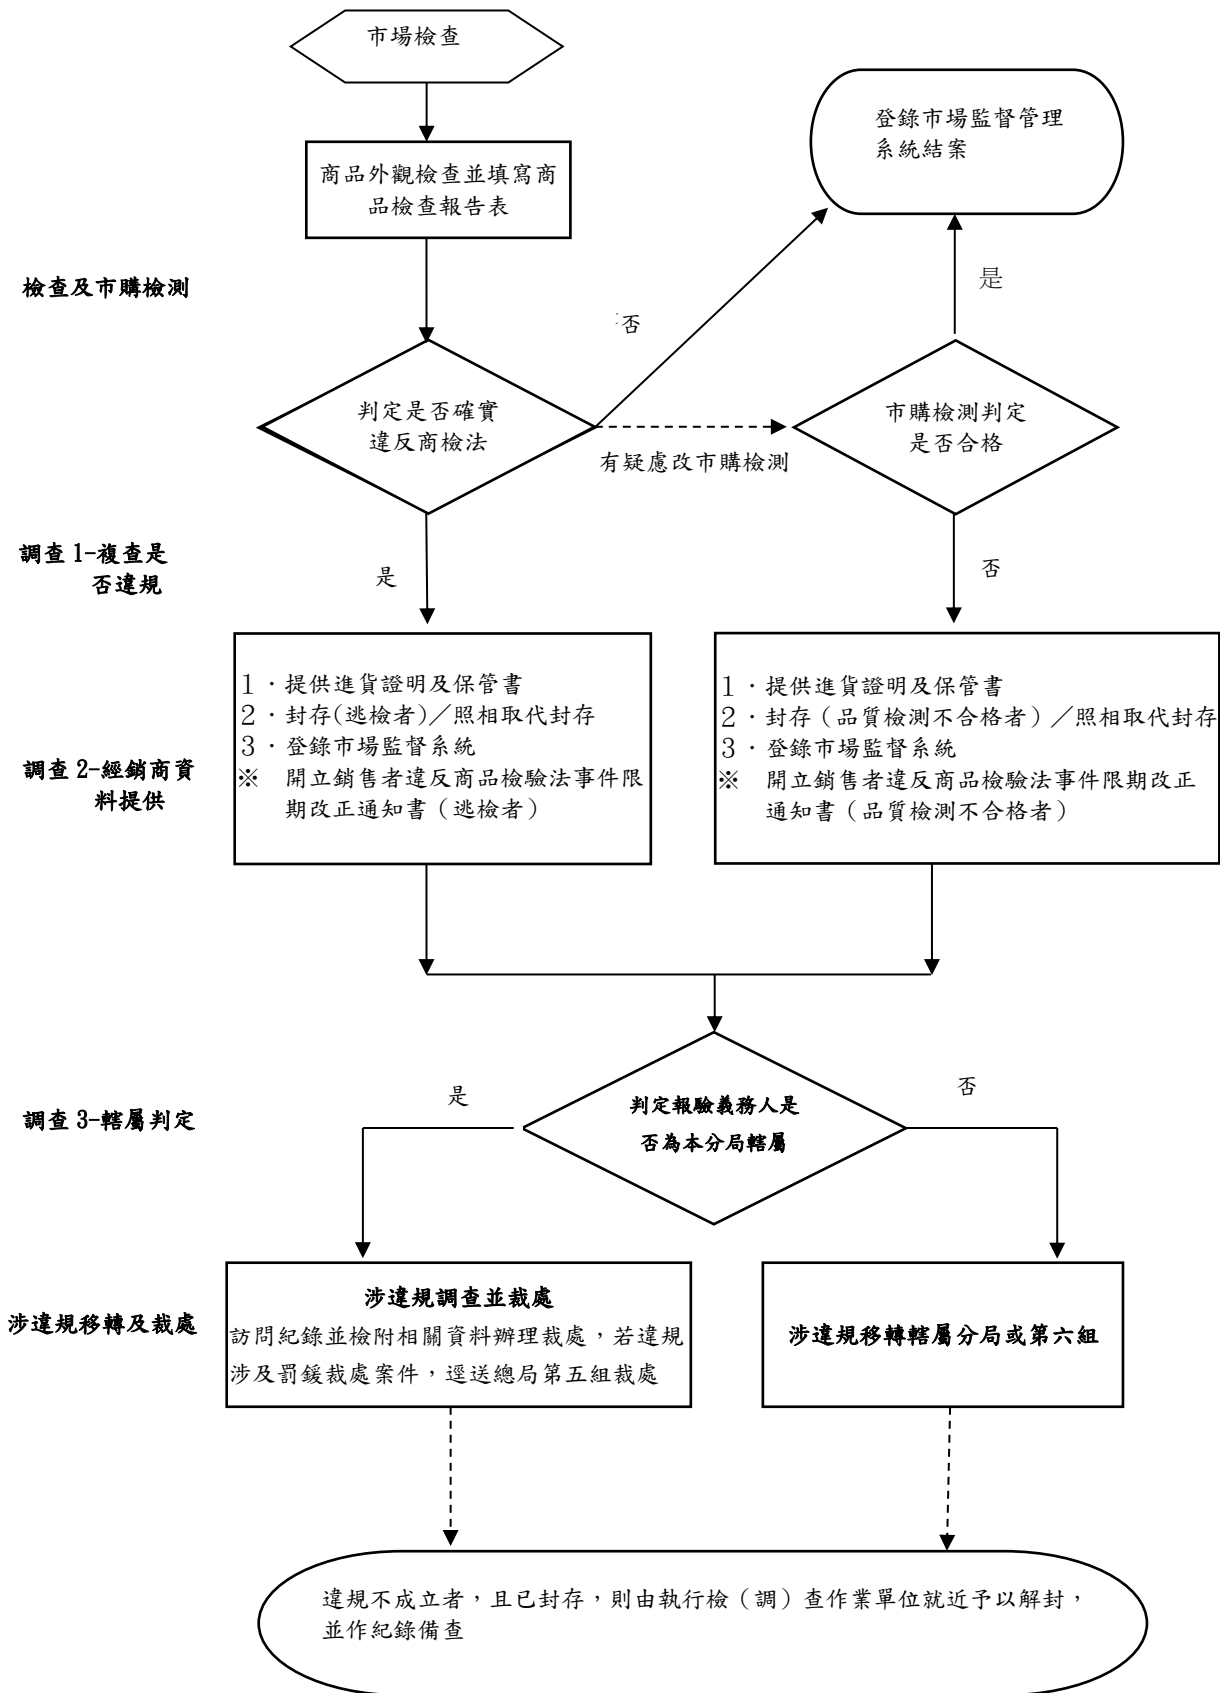 市場檢查
登錄市場監督管理
系統結案
商品外觀檢查並填寫商
品檢查報告表
檢查及市購檢測
是
否
判定是否確實
違反商檢法
市購檢測判定
是否合格
有疑慮改市購檢測
調查 1-複查是
否違規
是
否
1．提供進貨證明及保管書
2．封存(逃檢者)／照相取代封存
3．登錄市場監督系統
※　開立銷售者違反商品檢驗法事件限
期改正通知書（逃檢者）
1．提供進貨證明及保管書
2．封存（品質檢測不合格者）／照相取代封存
3．登錄市場監督系統
※　開立銷售者違反商品檢驗法事件限期改正
通知書（品質檢測不合格者）
調查 2-經銷商資
料提供
是
否
判定報驗義務人是
否為本分局轄屬
調查 3-轄屬判定
涉違規調查並裁處
訪問紀錄並檢附相關資料辦理裁處，若違規
涉及罰鍰裁處案件，逕送總局第五組裁處
涉違規移轉及裁處
涉違規移轉轄屬分局或第六組
違規不成立者，且已封存，則由執行檢（調）查作業單位就近予以解封，
並作紀錄備查